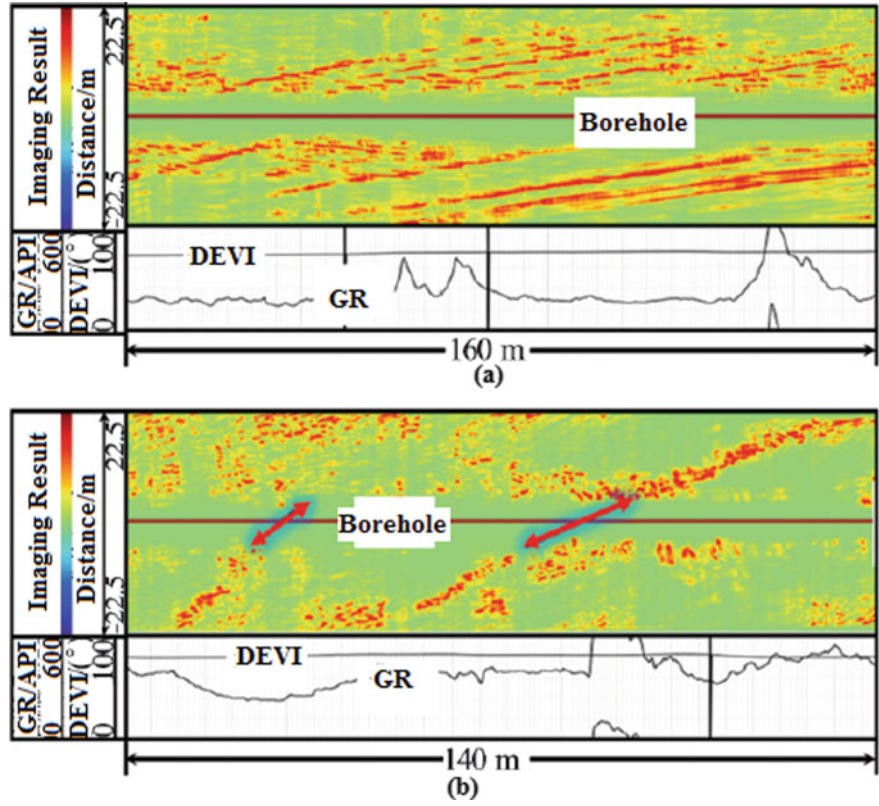 Imaging Result
Distance/m
22.5
-22.5
Borehole
GR/API
0 600
DEVI(°)
0 100
DEVI
GR
160 m
(a)
Imaging Result
Distance/m
22.5
-22.5
Borehole
GR/API
0 600
DEVI(°)
0 100
DEVI
GR
140 m
(b)